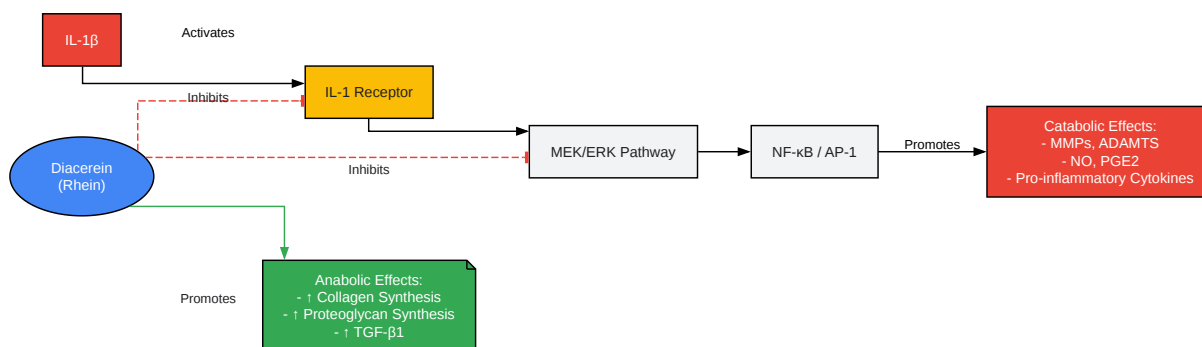 IL-1β
Activates
IL-1 Receptor
Inhibits
Diacerein
(Rhein)
Inhibits
MEK/ERK Pathway
NF-κB / AP-1
Promotes
Catabolic Effects:
- MMPs, ADAMTS
- NO, PGE2
- Pro-inflammatory Cytokines
Promotes
Anabolic Effects:
- ↑ Collagen Synthesis
- ↑ Proteoglycan Synthesis
- ↑ TGF-β1